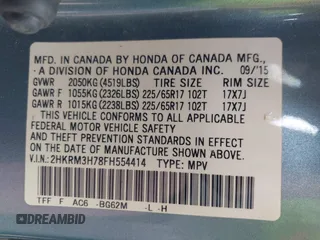 MFD. IN CANADA BY HONDA OF CANADA MFG.,
A DIVISION OF HONDA CANADA INC. 09/'15
GVWR 2050KG (4519LBS) TIRE SIZE RIM SIZE
GAWR F 1055KG (2326LBS) 225/65R17 102T 17X7J
GAWR R 1015KG (2238LBS) 225/65R17 102T 17X7J
THIS VEHICLE CONFORMS TO ALL APPLICABLE
FEDERAL MOTOR VEHICLE SAFETY, BUMPER AND
THEFT PREVENTION STANDARDS IN EFFECT ON
THE DATE OF MANUFACTURE SHOWN ABOVE.
V.I.N.: 2HKRM3H78FH554414 TYPE: MPV
TFF F AC6 -BG62M -L -H
DREAMBID